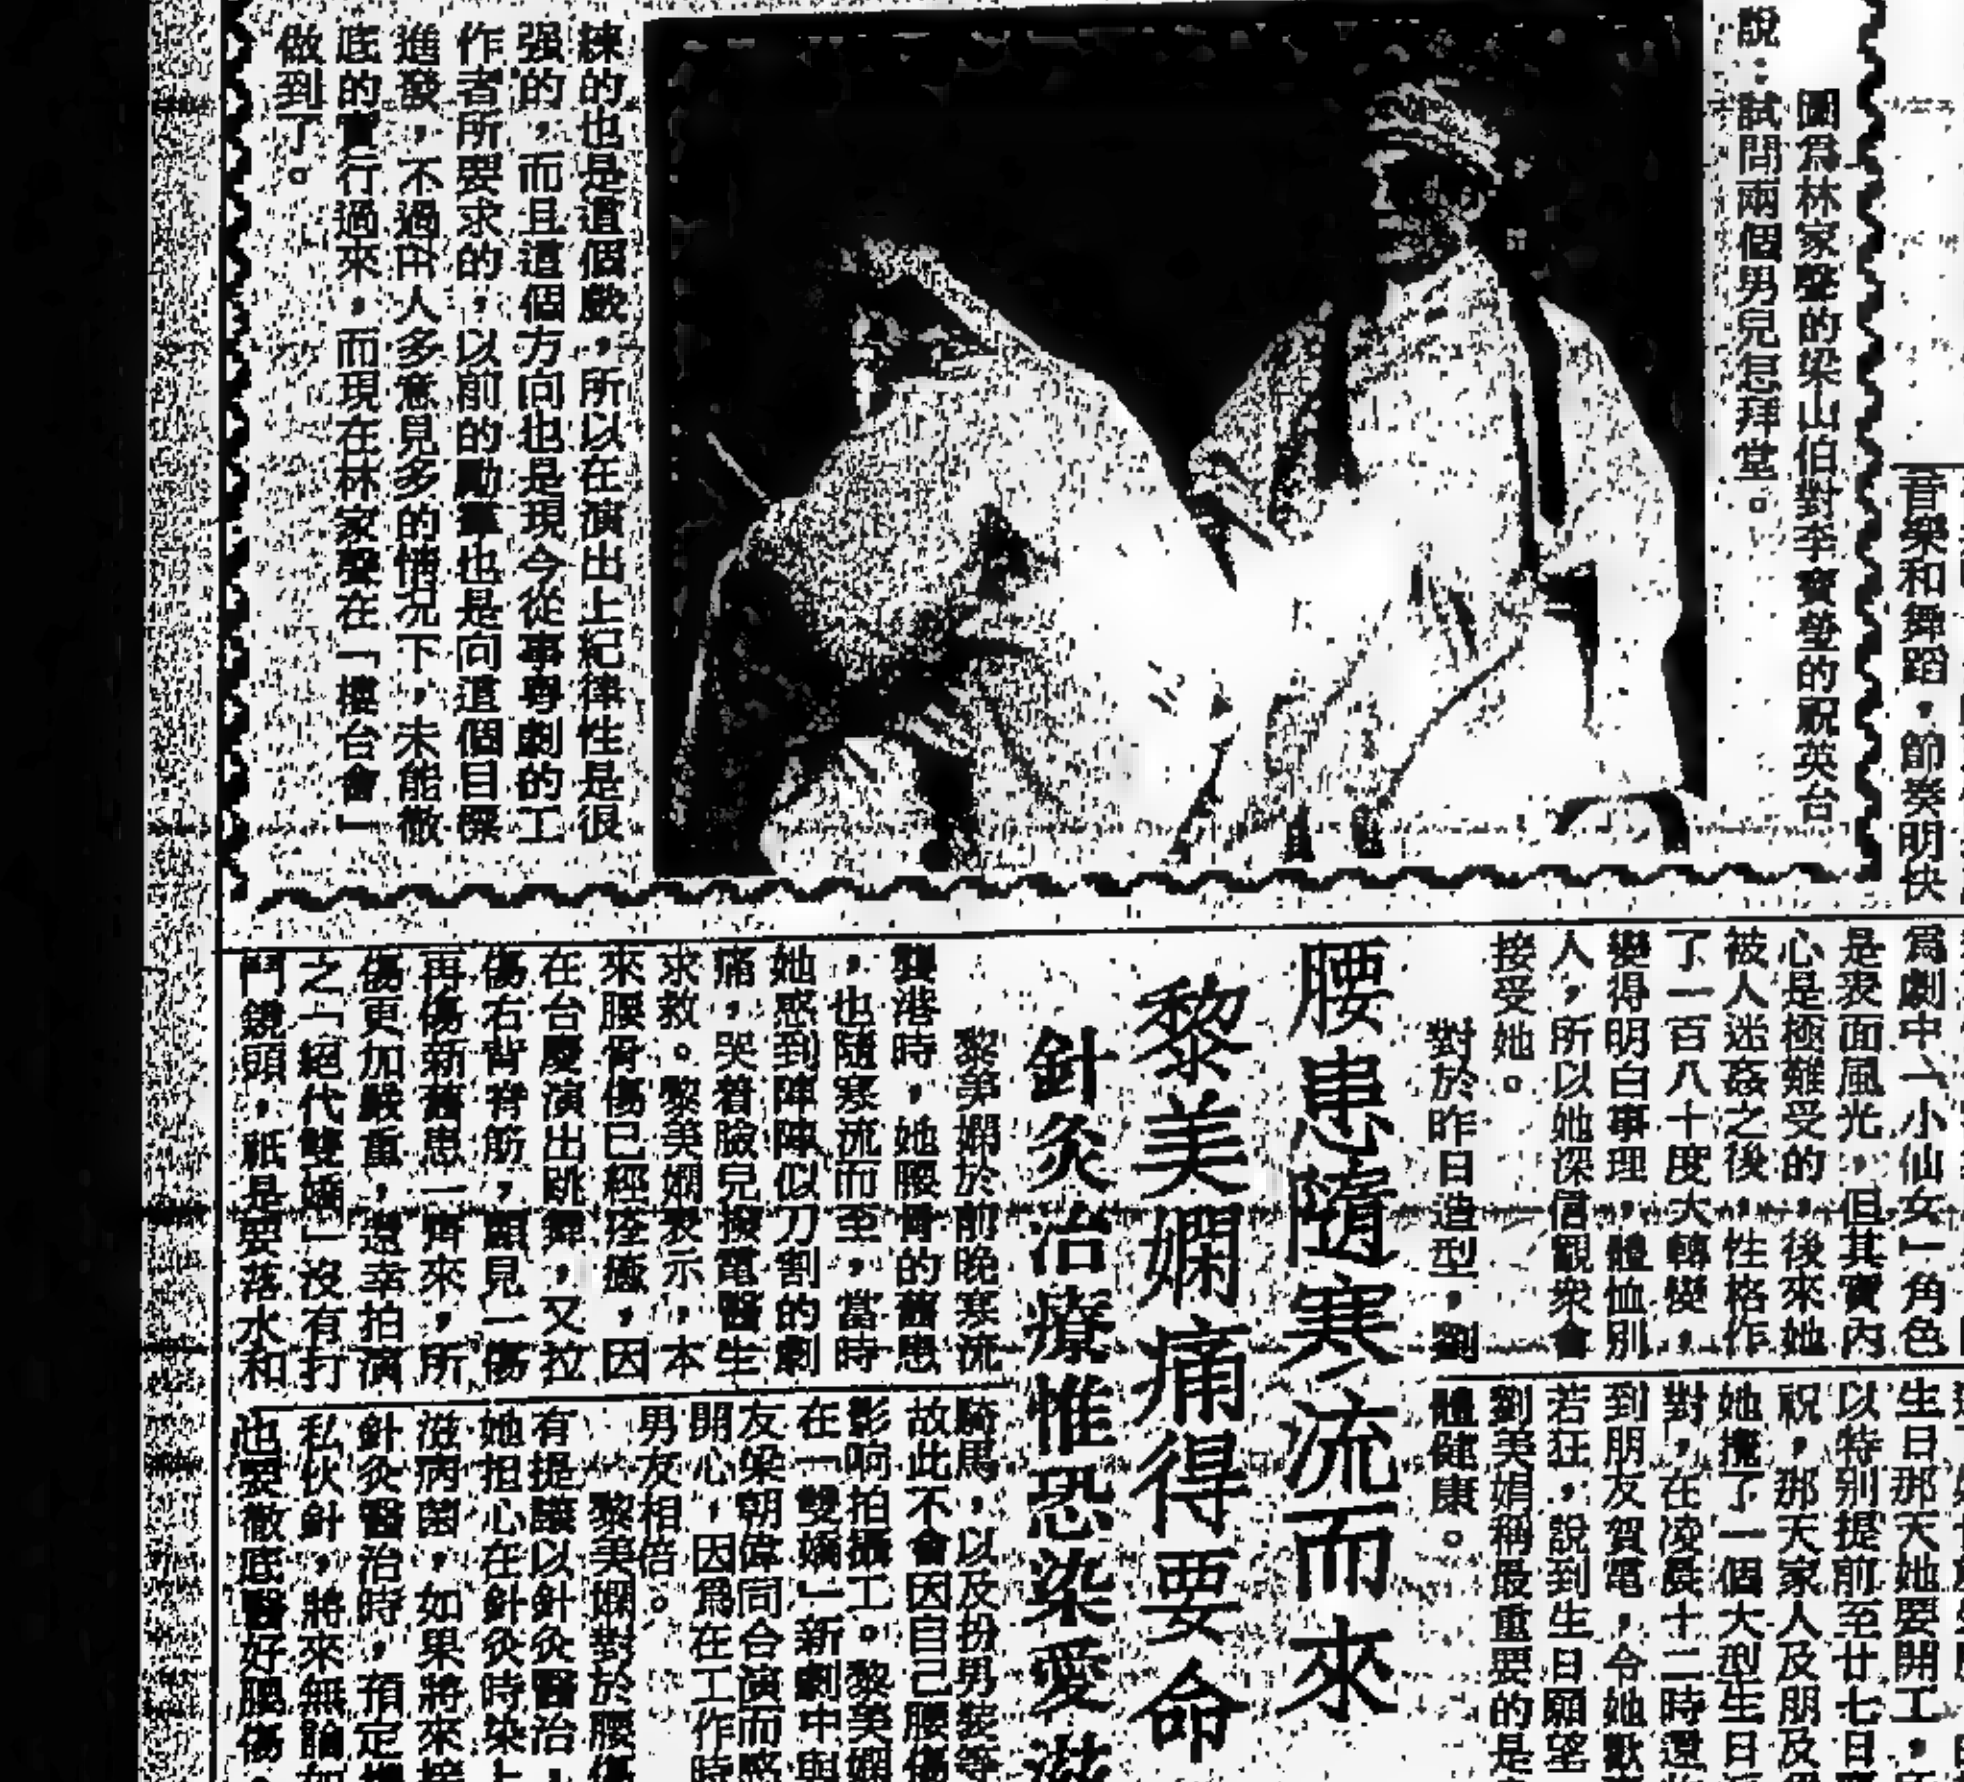 圖為林家聲的梁山伯對李寶瑩的祝英台
說：試問兩個男兒怎拜堂。
練的也是這個戲，所以在演出上紀律性是很
强的，而且這個方向也是現今從事粵劇的工
作者所要求的，以前的勵羣也是向這個目標
進發，不過因人多意見多的情況下，未能徹
底的實行過來，而現在林家聲在「樓台會」
做到了。
音樂和舞蹈，節奏明快
為劇中「小仙女」角色
是表面風光，但其實內
心是極難受的，後來她
被人迷姦之後，性格作
了一百八十度大轉變，
變得明白事理，體恤別
人，所以她深信觀衆會
接受她。
對於昨日造型，劉
生日那天她要開工，
以特別提前至廿七日
祝，那天家人及朋及
她攪了一個大型生日
對，在凌晨十二時還
到朋友賀電，令她歡
若狂，說到生日願望
劉美娟稱最重要的是
體健康。
腰患隨寒流而來
黎美嫻痛得要命
針灸治療惟恐染愛滋
黎美嫻於前晚寒流
襲港時，她腰骨的舊患
，也隨寒流而至，當時
她感到陣陣似刀割的劇
痛，哭着臉兒撥電醫生
求救。黎美嫻表示，本
來腰骨傷已經痊癒，因
在台慶演出跳舞，又拉
傷右背脊筋，顯見一傷
再傷新舊患一齊來，所
傷更加嚴重，還幸拍演
之「絕代雙嬌」沒有打
鬥鏡頭，祇是要落水和
騎馬，以及扮男裝等
故此不會因自己腰傷
影响拍攝工。黎美嫻
在「雙嬌」新劇中與
友梁朝偉同合演而感
開心，因為在工作時
男友相倍。
黎美嫻對於腰傷
有提議以針灸醫治，
她担心在針灸時染上
滋病菌，如果將來接
針灸醫治時，預定
私伙針，將來無論如
也要徹底醫好腰傷。